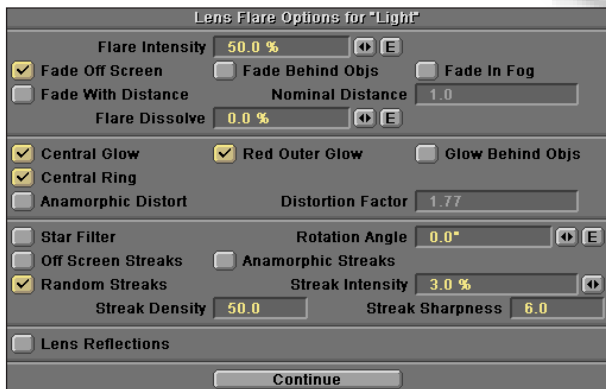 Lens Flare Options for "Light"
Flare Intensity 50.0 % E
Fade Off Screen Fade Behind Objs Fade In Fog
Fade With Distance Nominal Distance 1.0
Flare Dissolve 0.0 % E
Central Glow Red Outer Glow Glow Behind Objs
Central Ring
Anamorphic Distort Distortion Factor 1.77
Star Filter Rotation Angle 0.0° E
Off Screen Streaks Anamorphic Streaks
Random Streaks Streak Intensity 3.0 %
Streak Density 50.0 Streak Sharpness 6.0
Lens Reflections
Continue